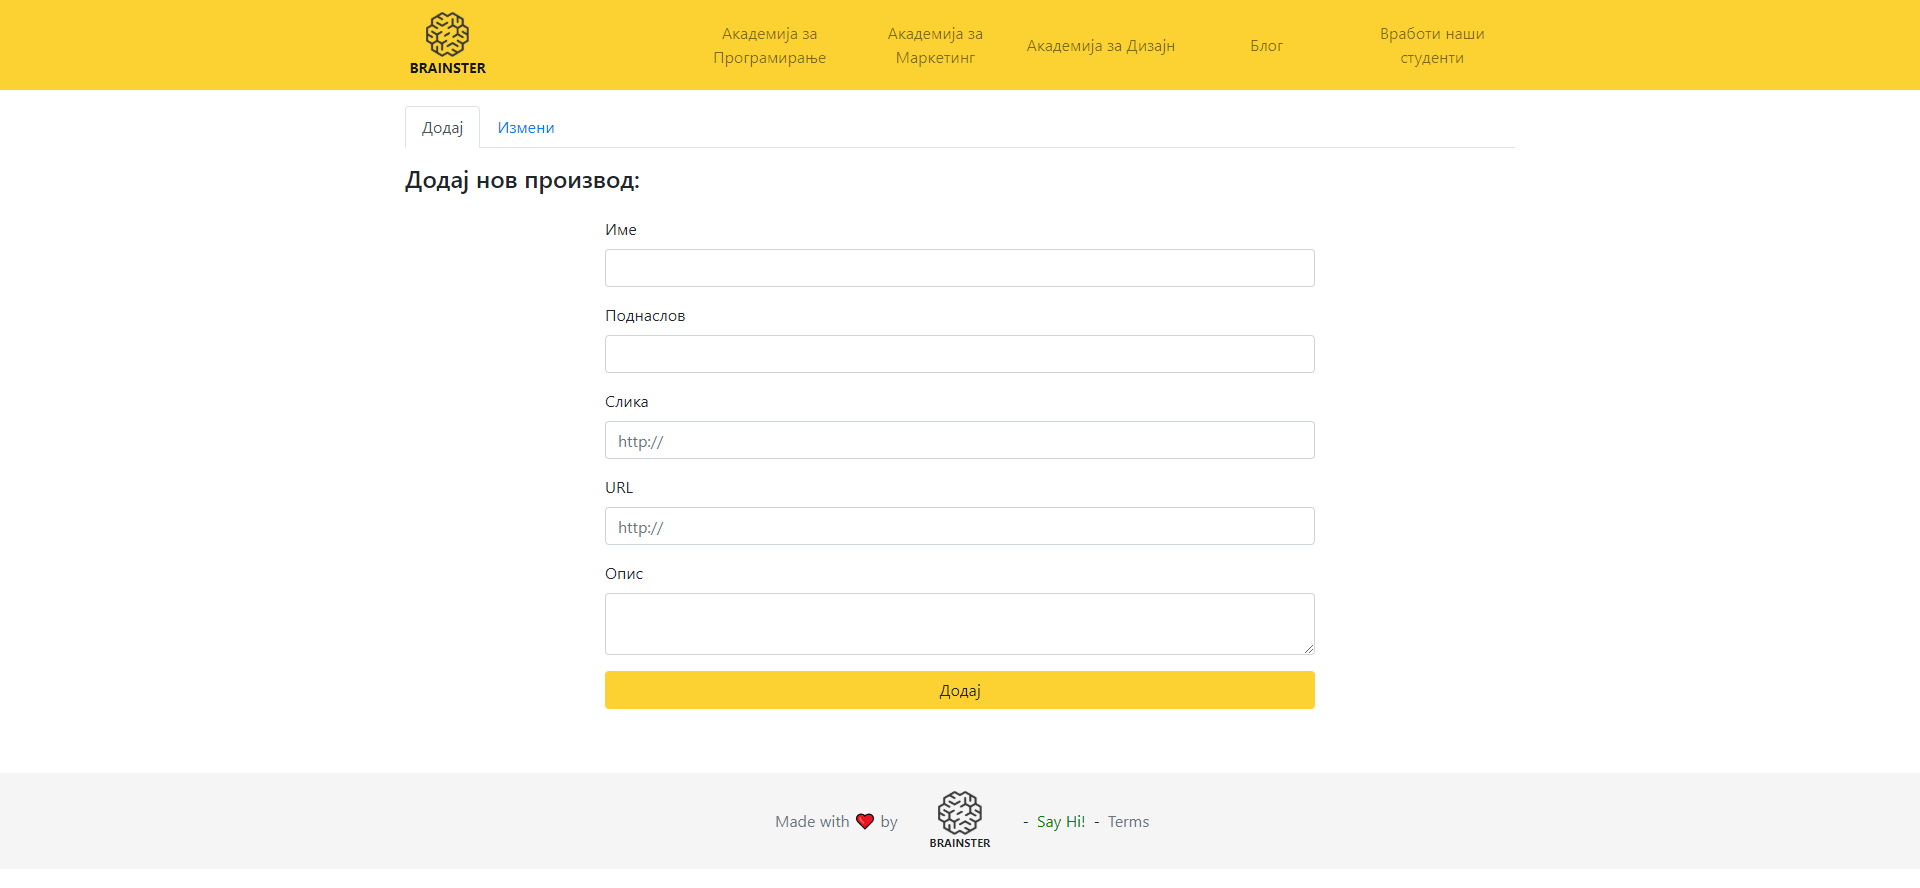 BRAINSTER
Академија за
Програмирање
Академија за
Маркетинг
Академија за Дизајн
Блог
Вработи наши
студенти
Додај
Измени
Додај нов производ:
Име
Поднаслов
Слика
http://
URL
http://
Опис
Додај
Made with ❤ by BRAINSTER - Say Hi! - Terms